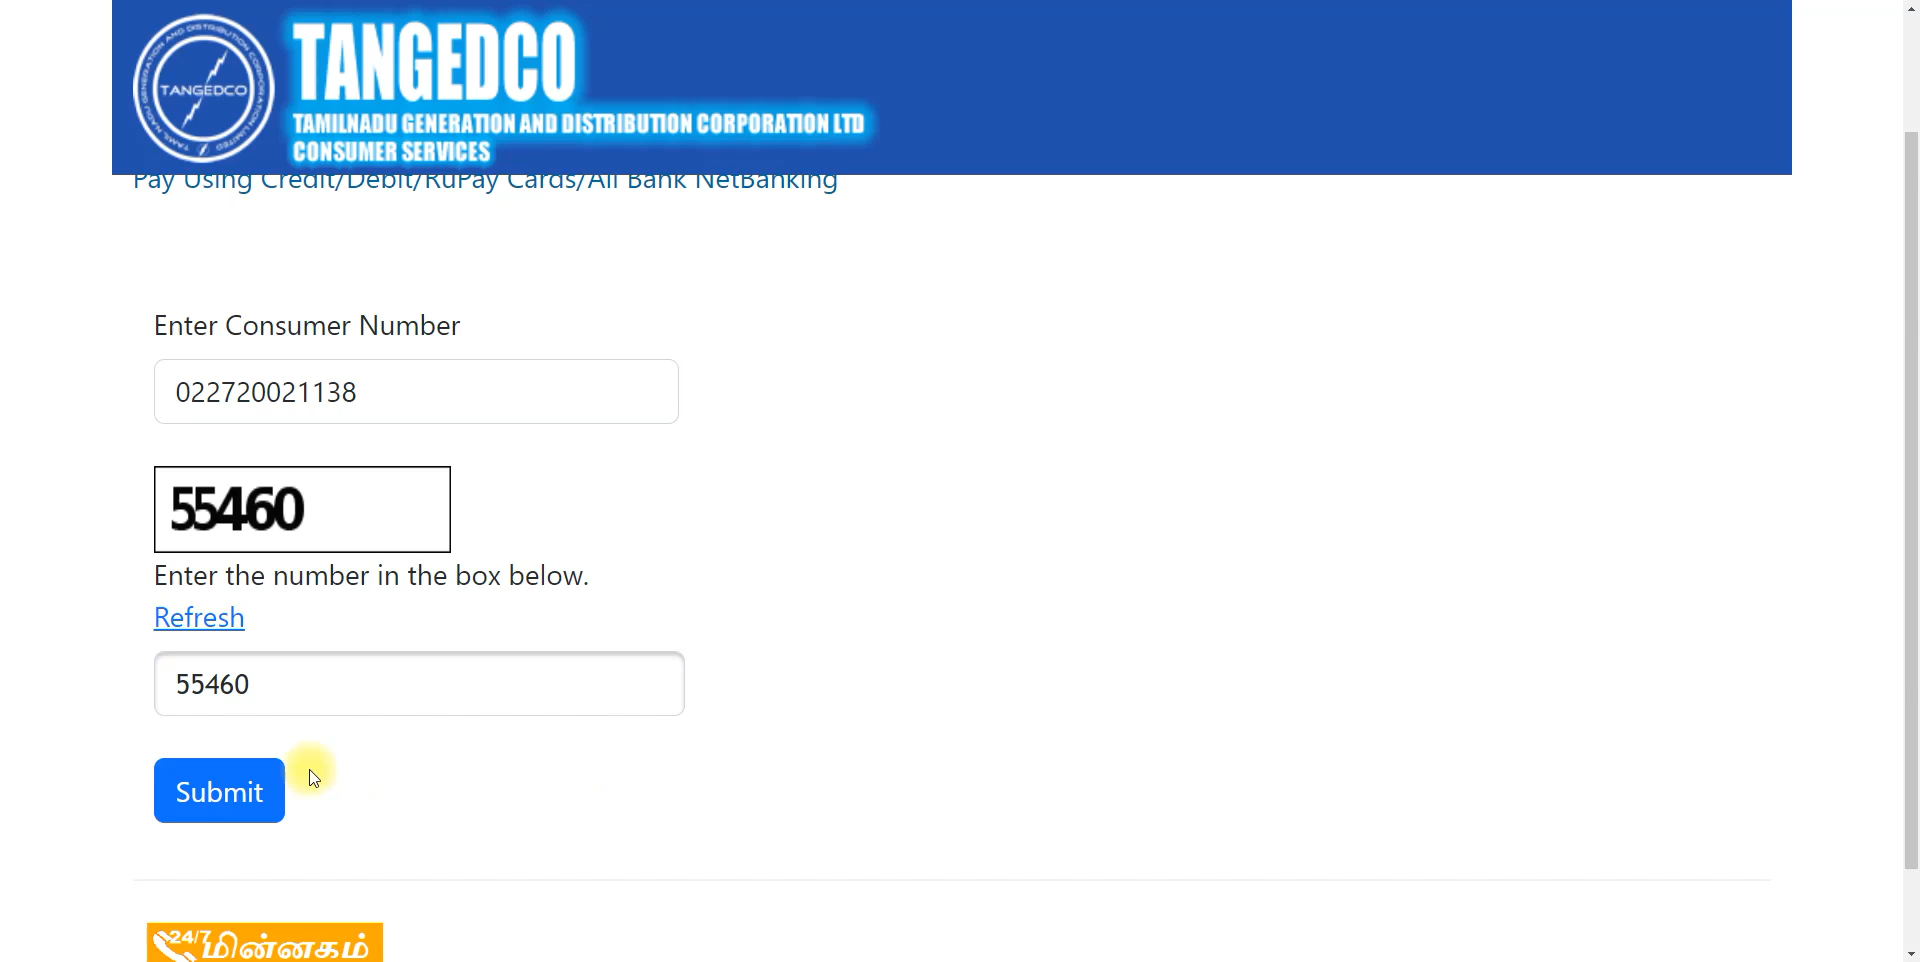 TANGEDCO
TANGEDCO
TAMILNADU GENERATION AND DISTRIBUTION CORPORATION LTD
CONSUMER SERVICES
Pay Using Credit/Debit/RuPay Cards/All Bank NetBanking
Enter Consumer Number
022720021138
55460
Enter the number in the box below.
Refresh
55460
Submit
24/7
மின்னகம்